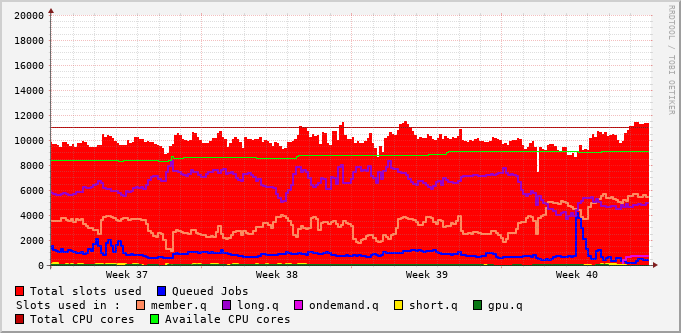 RRDTOOL / TOBI OETIKER
20000
18000
16000
14000
12000
10000
8000
6000
4000
2000
0
Week 37 Week 38 Week 39 Week 40
Total slots used Queued Jobs
Slots used in : member.q long.q ondemand.q short.q gpu.q
Total CPU cores Availale CPU cores